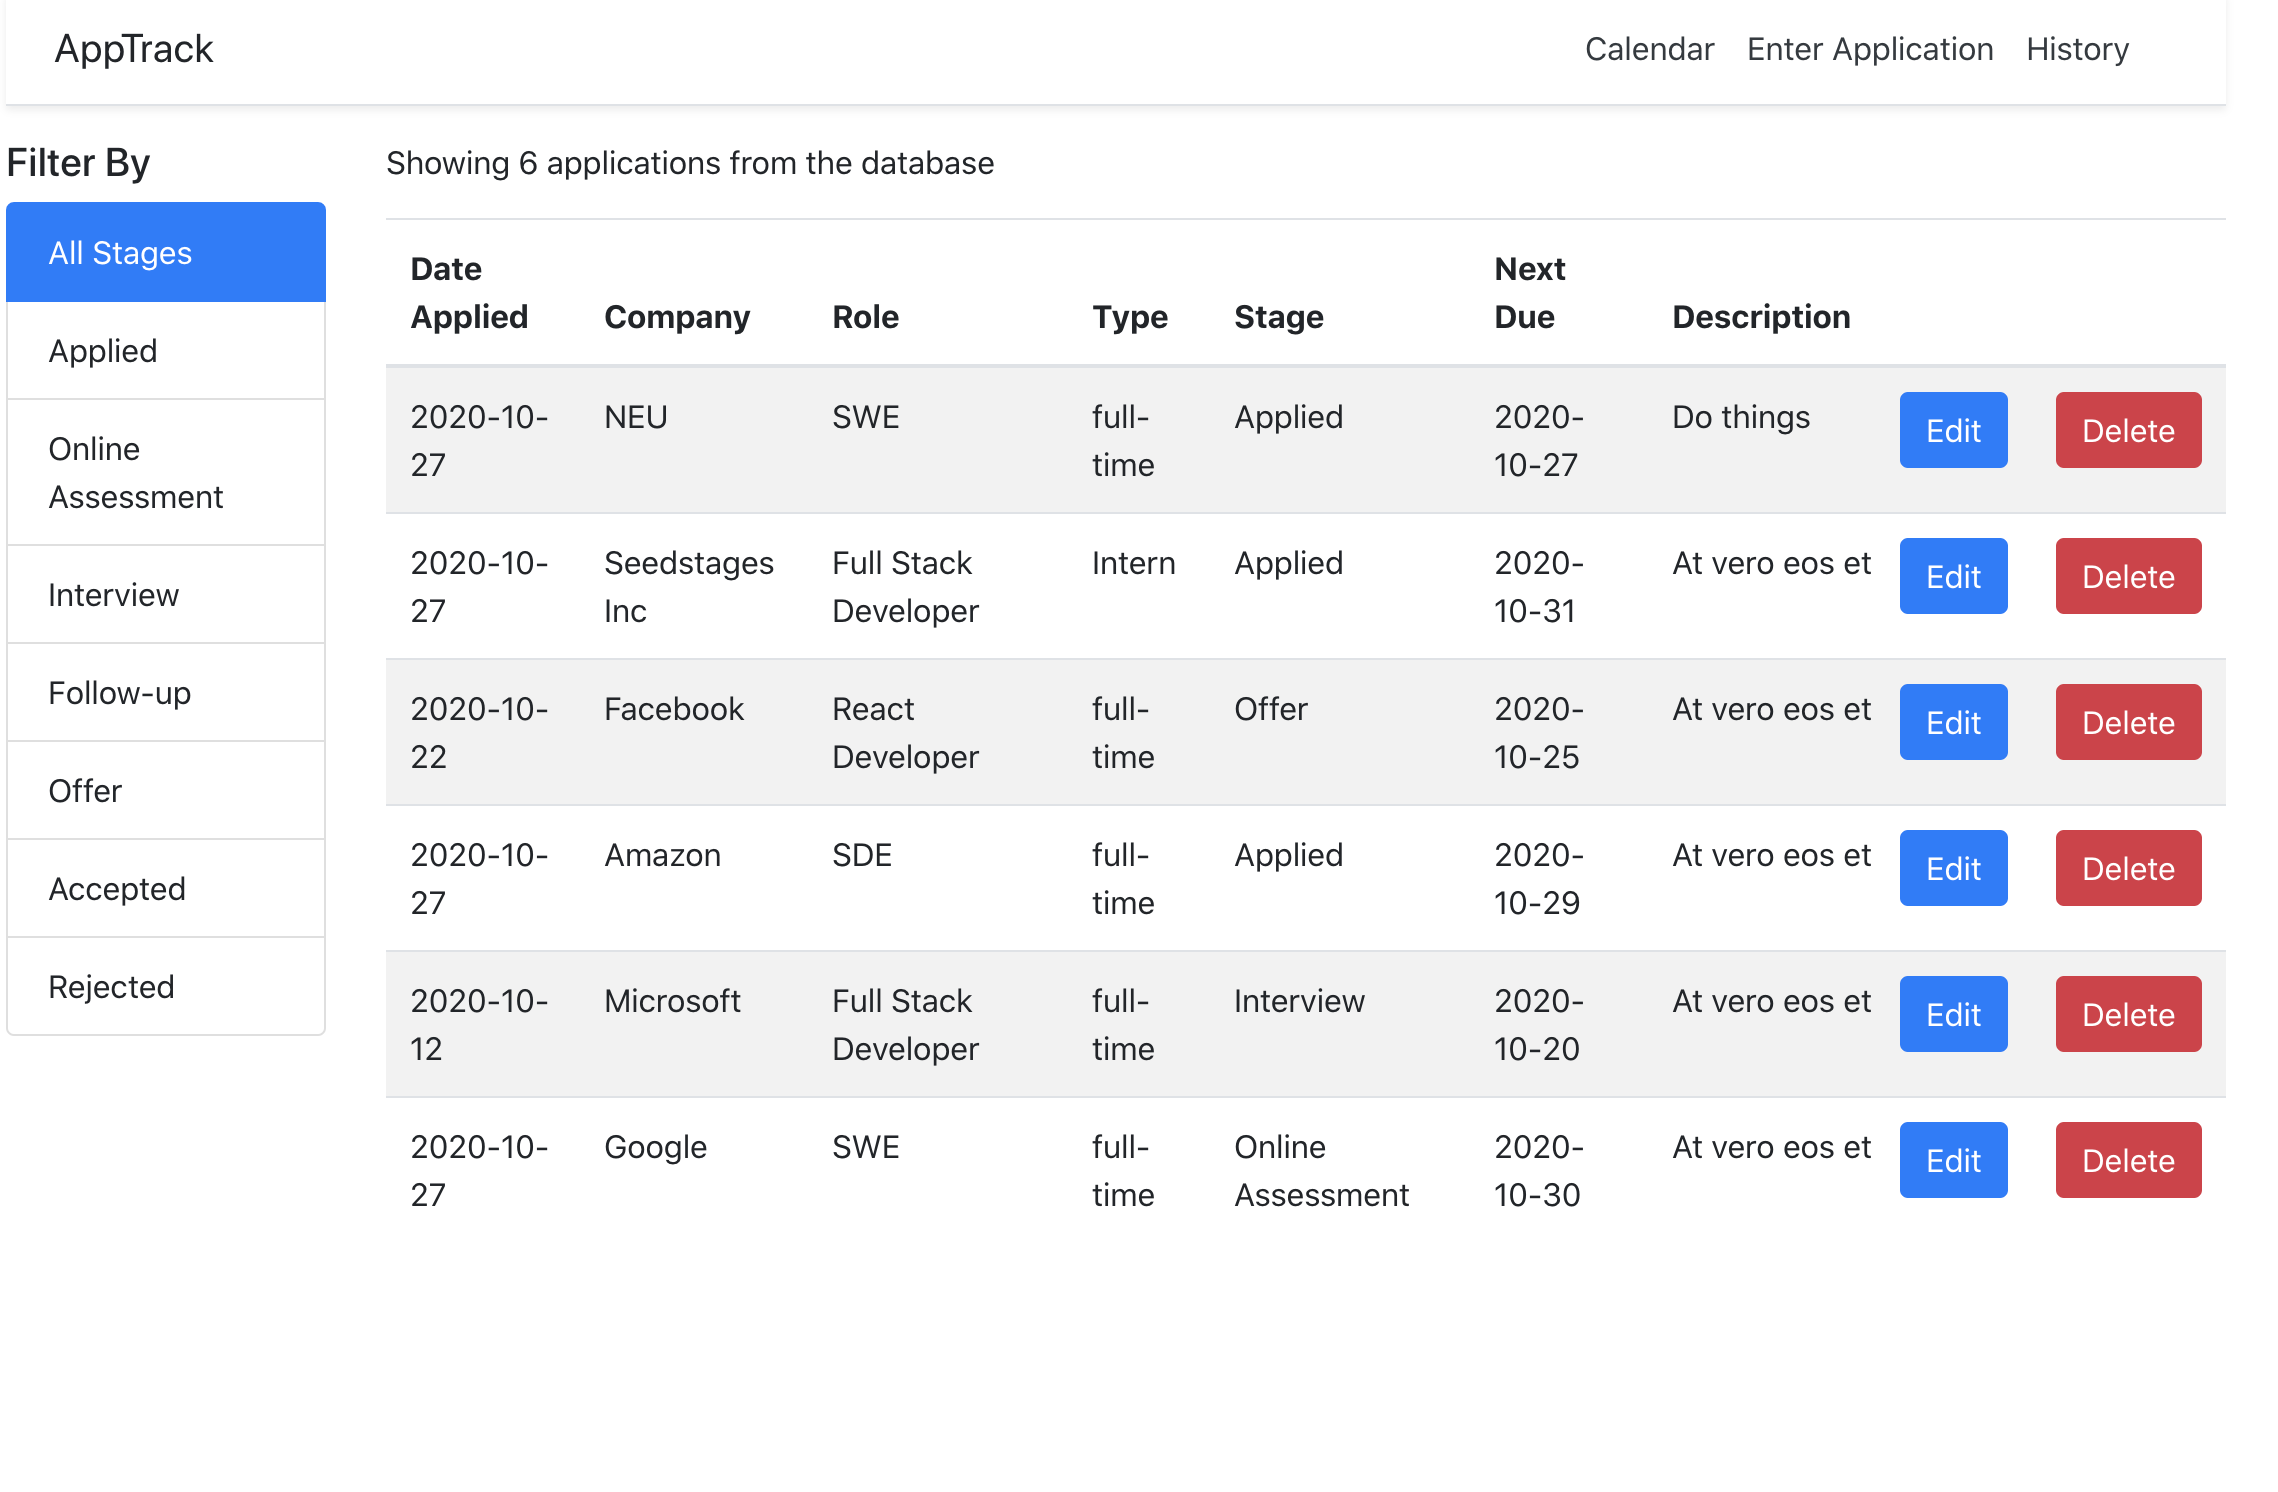 AppTrack
Calendar Enter Application History
Filter By
All Stages
Applied
Online
Assessment
Interview
Follow-up
Offer
Accepted
Rejected
Showing 6 applications from the database
Date Next
Applied Company Role Type Stage Due Description
2020-10- NEU SWE full- Applied 2020- Do things Edit Delete
27 time 10-27
2020-10- Seedstages Full Stack Intern Applied 2020- At vero eos et Edit Delete
27 Inc Developer 10-31
2020-10- Facebook React full- Offer 2020- At vero eos et Edit Delete
22 Developer time 10-25
2020-10- Amazon SDE full- Applied 2020- At vero eos et Edit Delete
27 time 10-29
2020-10- Microsoft Full Stack full- Interview 2020- At vero eos et Edit Delete
12 Developer time 10-20
2020-10- Google SWE full- Online 2020- At vero eos et Edit Delete
27 time Assessment 10-30